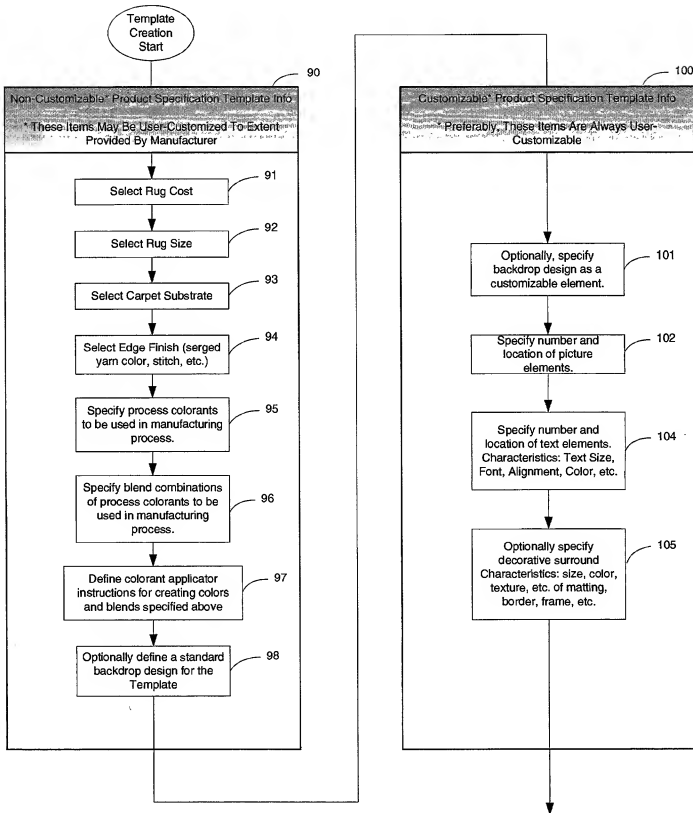 Template
Creation
Start
90
Non-Customizable* Product Specification Template Info
* These Items May Be User-Customized To Extent
Provided By Manufacturer
91
Select Rug Cost
92
Select Rug Size
93
Select Carpet Substrate
94
Select Edge Finish (serged
yarn color, stitch, etc.)
95
Specify process colorants
to be used in manufacturing
process.
96
Specify blend combinations
of process colorants to be
used in manufacturing
process.
97
Define colorant applicator
instructions for creating colors
and blends specified above
98
Optionally define a standard
backdrop design for the
Template
100
Customizable* Product Specification Template Info
* Preferably, These Items Are Always User-
Customizable
101
Optionally, specify
backdrop design as a
customizable element.
102
Specify number and
location of picture
elements.
104
Specify number and
location of text elements.
Characteristics: Text Size,
Font, Alignment, Color, etc.
105
Optionally specify
decorative surround
Characteristics: size, color,
texture, etc. of matting,
border, frame, etc.